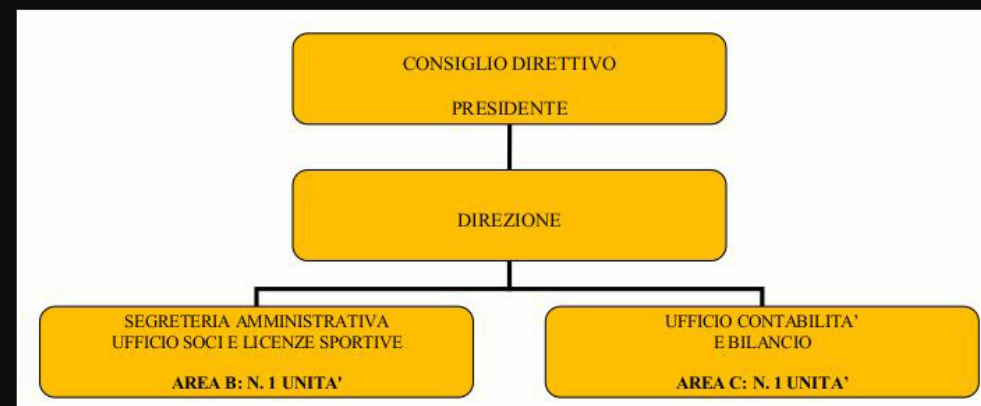 CONSIGLIO DIRETTIVO
PRESIDENTE
DIREZIONE
SEGRETERIA AMMINISTRATIVA
UFFICIO SOCI E LICENZE SPORTIVE
AREA B: N. 1 UNITA'
UFFICIO CONTABILITA’
E BILANCIO
AREA C: N. 1 UNITA’